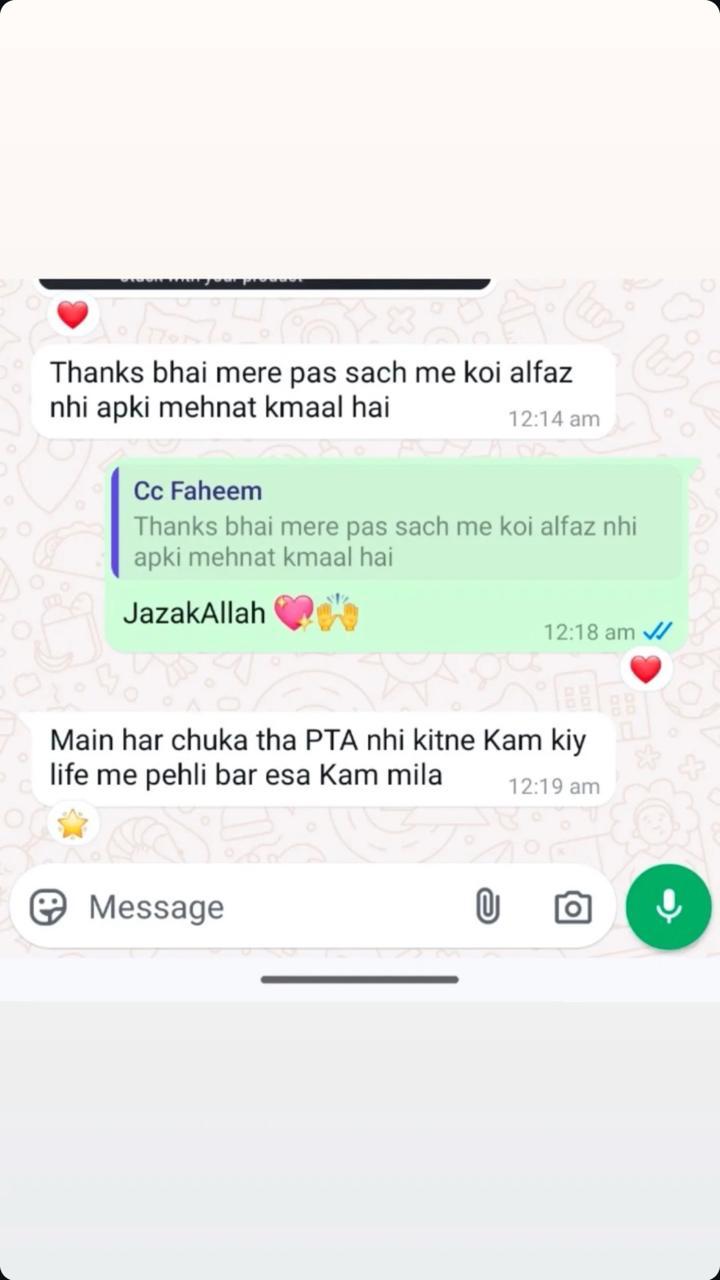 Thanks bhai mere pas sach me koi alfaz
nhi apki mehnat kmaal hai
12:14 am
Cc Faheem
Thanks bhai mere pas sach me koi alfaz nhi
apki mehnat kmaal hai
JazakAllah 💖🙌
12:18 am
Main har chuka tha PTA nhi kitne Kam kiy
life me pehli bar esa Kam mila
12:19 am
Message